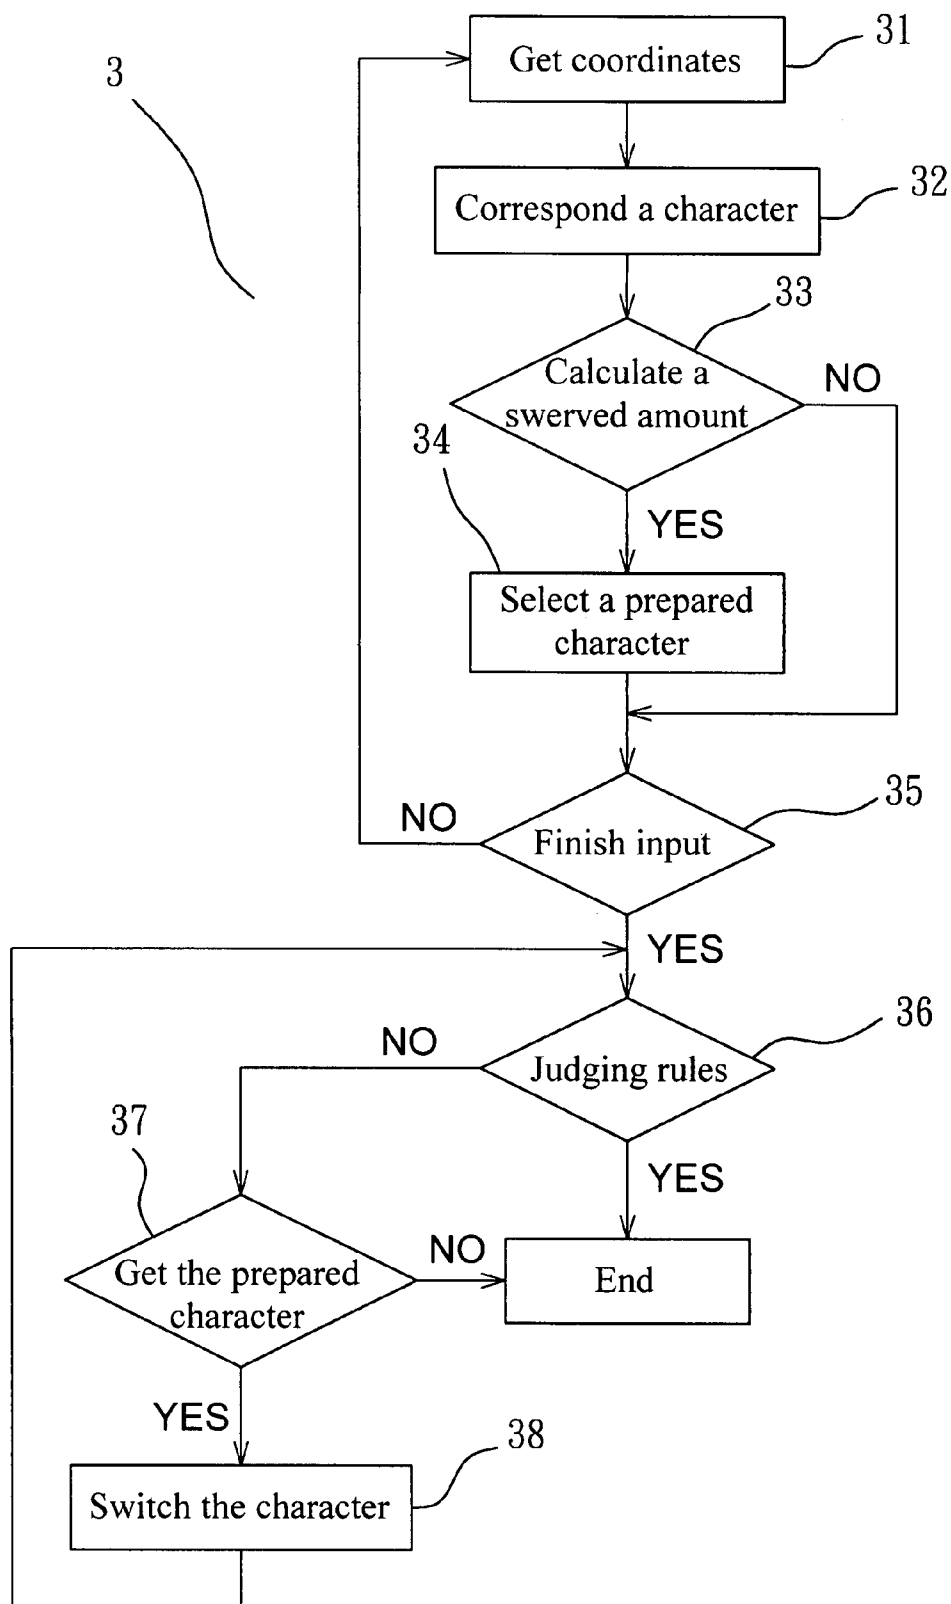 31
Get coordinates
3
32
Correspond a character
33
Calculate a
swerved amount
NO
34
YES
Select a prepared
character
35
NO
Finish input
YES
36
NO
Judging rules
37
YES
NO
Get the prepared
character
End
YES
38
Switch the character